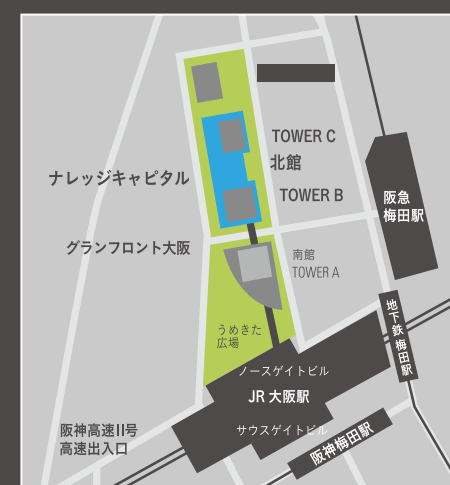 TOWER C
北館
ナレッジキャピタル
TOWER B
阪急
梅田駅
グランフロント大阪
南館
TOWER A
地下鉄 梅田駅
うめきた
広場
ノースゲイトビル
JR 大阪駅
サウスゲイトビル
阪神高速11号
高速出入口
阪神梅田駅